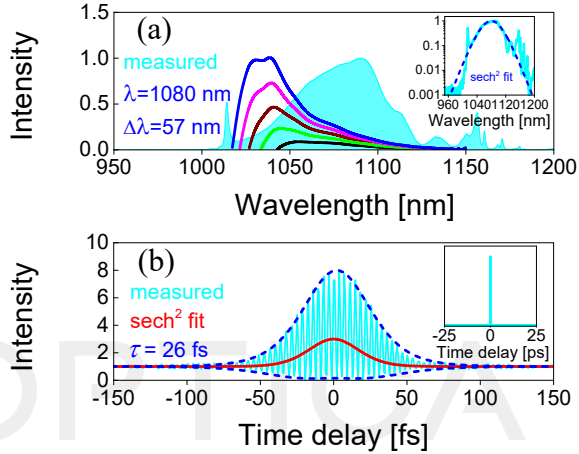 (a)
measured
λ=1080 nm
Δλ=57 nm
Intensity
1.5
1.0
0.5
0.0
950 1000 1050 1100 1150 1200
Wavelength [nm]
1
0.1
0.01
0.001
sech² fit
960 1040 1120 1200
Wavelength [nm]
(b)
measured
sech² fit
τ = 26 fs
Intensity
10
8
6
4
2
0
-150 -100 -50 0 50 100 150
Time delay [fs]
-25 0 25
Time delay [ps]
OPTICA